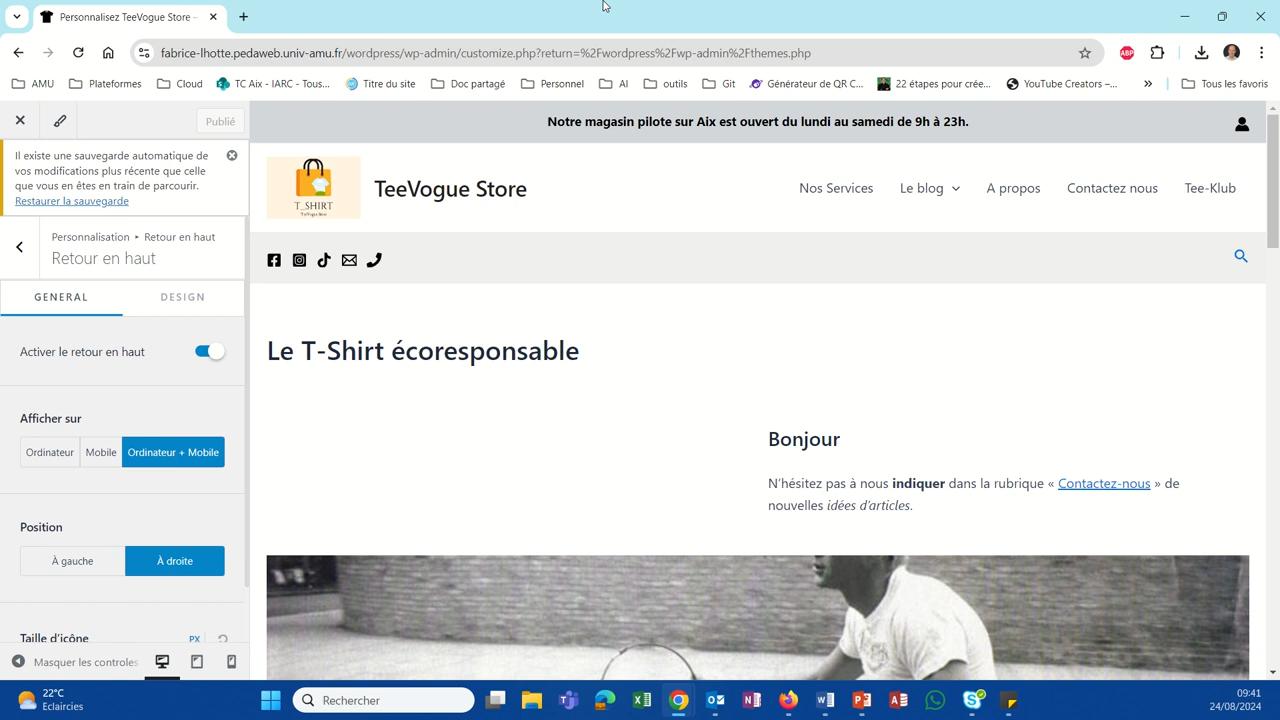 Personnalisez TeeVogue Store –
fabrice-lhotte.pedaweb.univ-amu.fr/wordpress/wp-admin/customize.php?return=%2Fwordpress%2Fwp-admin%2Fthemes.php
ABP
AMU
Plateformes
Cloud
TC Aix - IARC - Tous...
Titre du site
Doc partagé
Personnel
AI
outils
Git
Générateur de QR C...
22 étapes pour crée...
YouTube Creators –...
»
Tous les favoris
Publié
Il existe une sauvegarde automatique de
vos modifications plus récente que celle
que vous en êtes en train de parcourir.
Restaurer la sauvegarde
Personnalisation ▸ Retour en haut
Retour en haut
GENERAL
DESIGN
Activer le retour en haut
Afficher sur
Ordinateur
Mobile
Ordinateur + Mobile
Position
À gauche
À droite
Taille d'icône
PX
Masquer les controles
Notre magasin pilote sur Aix est ouvert du lundi au samedi de 9h à 23h.
T_SHIRT
TeeVogue Store
TeeVogue Store
Nos Services
Le blog
A propos
Contactez nous
Tee-Klub
Le T-Shirt écoresponsable
Bonjour
N'hésitez pas à nous indiquer dans la rubrique « Contactez-nous » de
nouvelles idées d'articles.
22°C
Eclaircies
Rechercher
09:41
24/08/2024